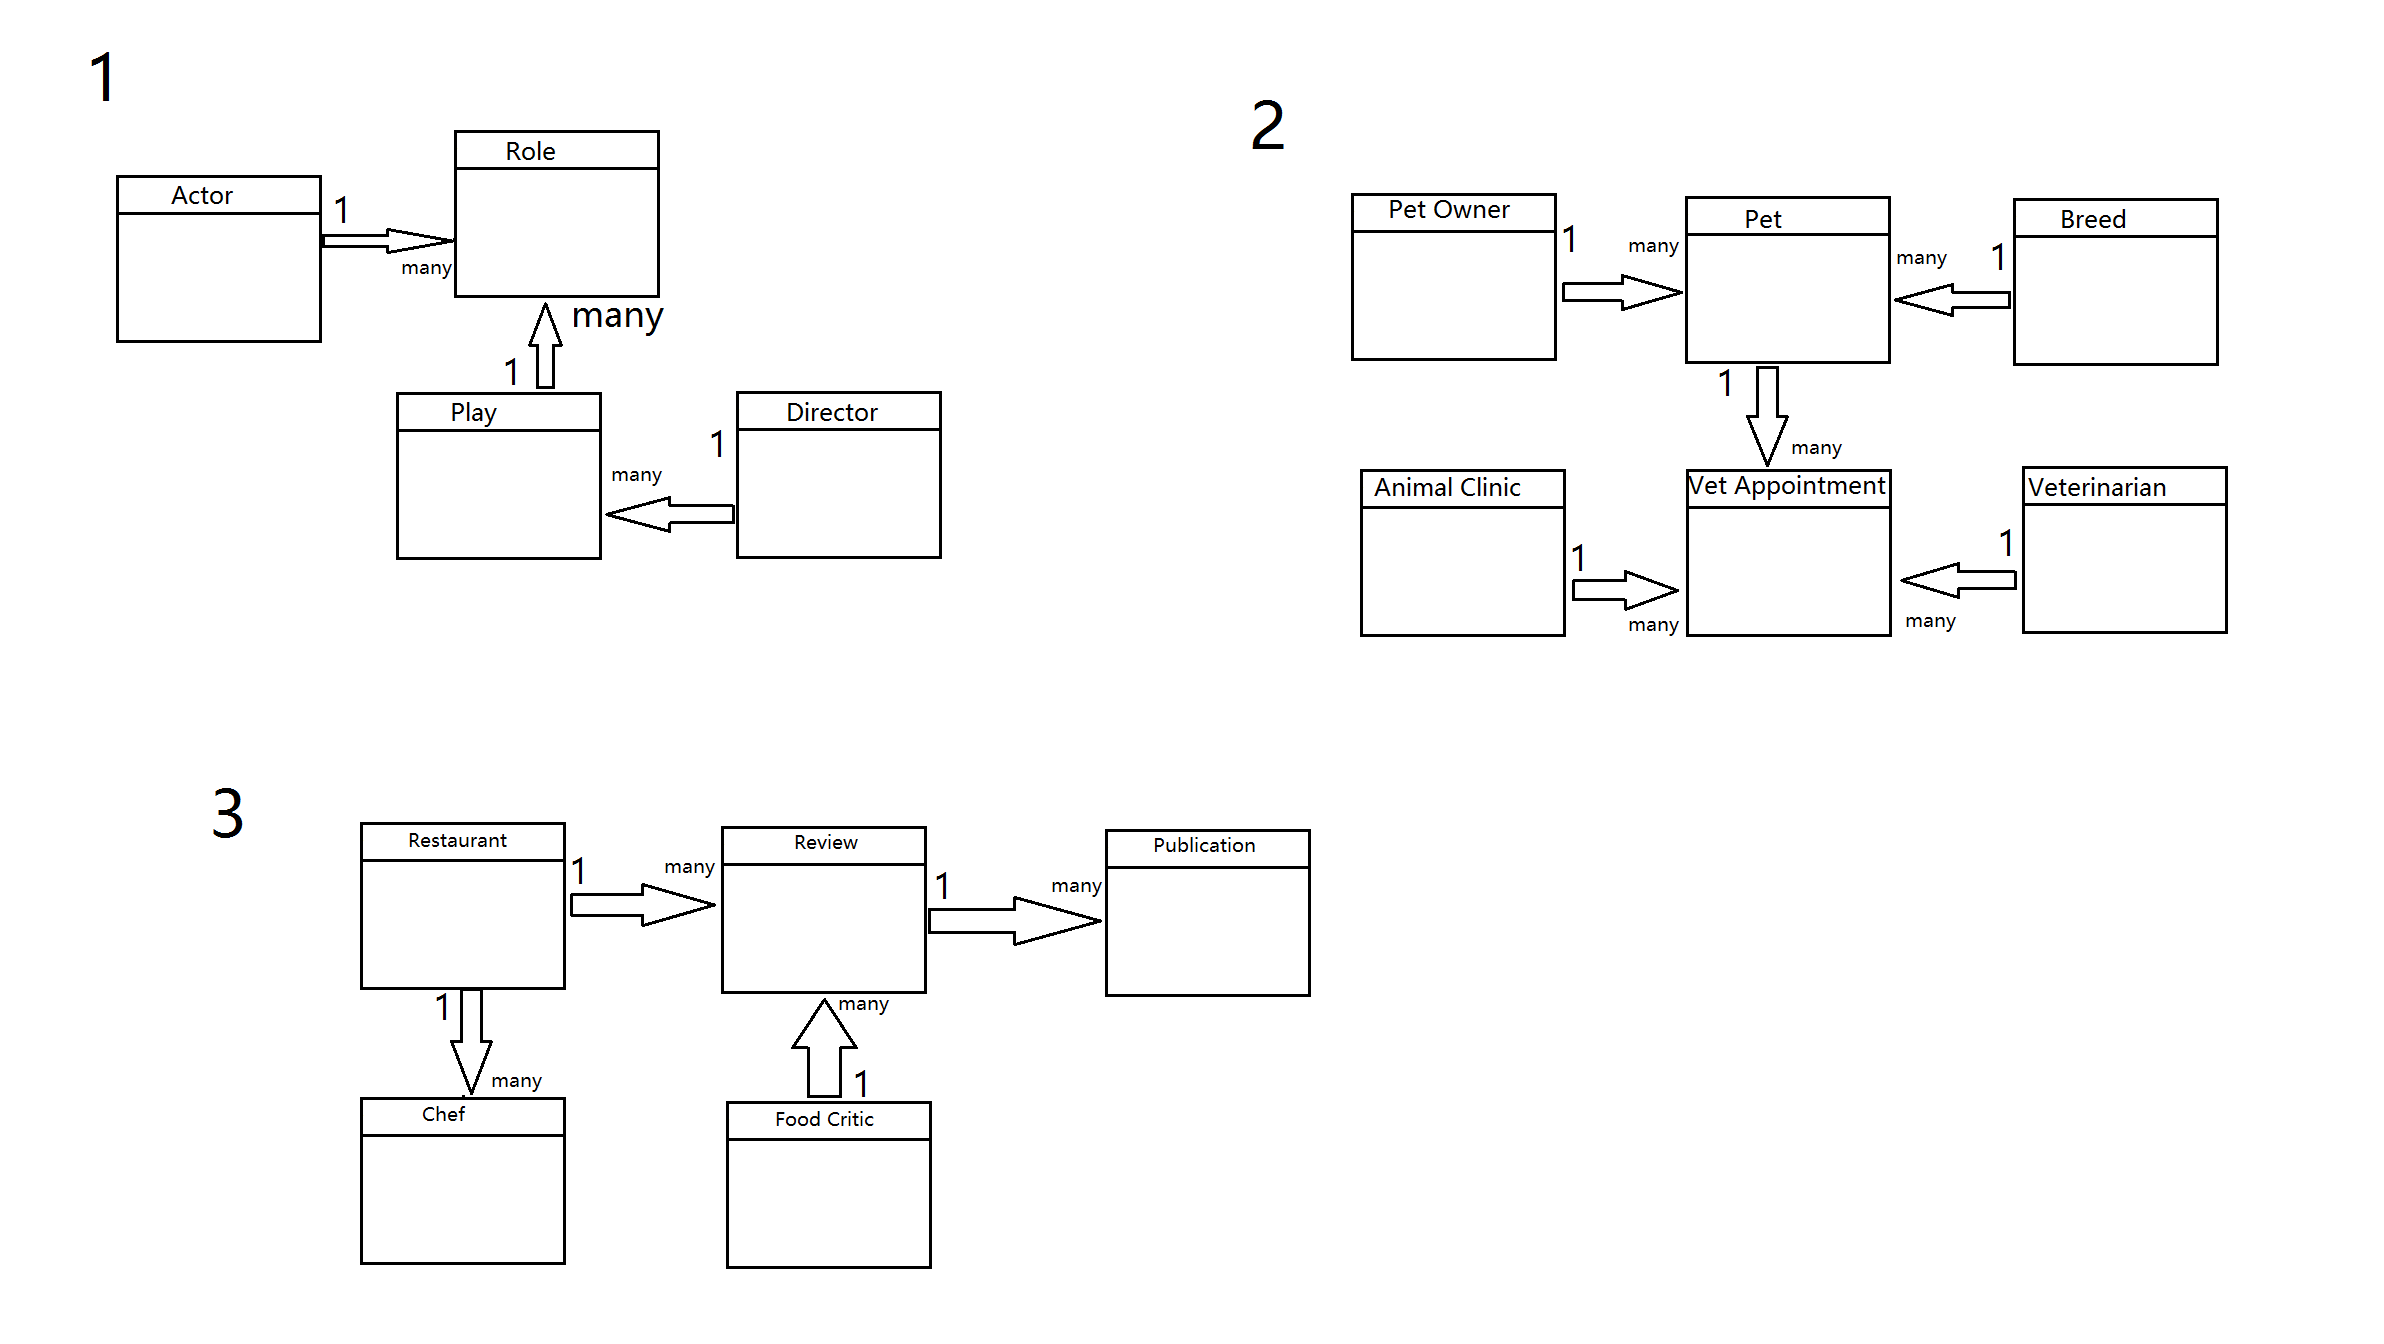 1
Role
Actor
1
many
many
1
Play
Director
1
many
2
Pet Owner
Pet
Breed
1
many
many
1
1
many
Animal Clinic
Vet Appointment
Veterinarian
1
many
1
many
3
Restaurant
Review
Publication
1
many
1
many
1
many
many
1
Chef
Food Critic